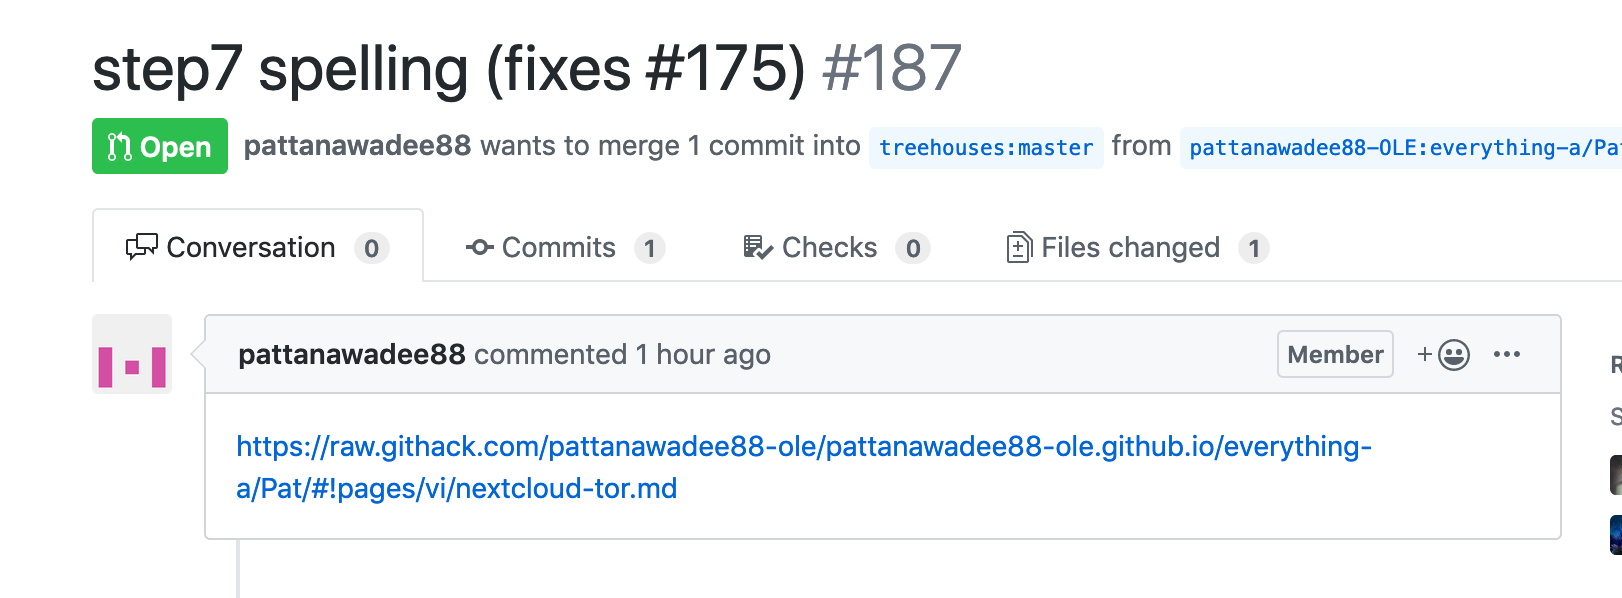 step7 spelling (fixes #175) #187
Open pattanawadee88 wants to merge 1 commit into treehouses:master from pattanawadee88-OLE:everything-a/Pa
Conversation 0 Commits 1 Checks 0 Files changed 1
pattanawadee88 commented 1 hour ago Member
https://raw.githack.com/pattanawadee88-ole/pattanawadee88-ole.github.io/everything-
a/Pat/#!pages/vi/nextcloud-tor.md